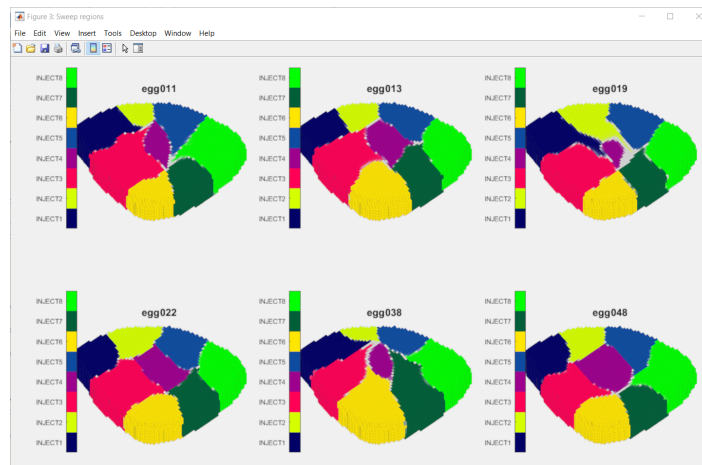 Figure 3: Sweep regions
File Edit View Insert Tools Desktop Window Help
egg011
INJECT8
INJECT7
INJECT6
INJECT5
INJECT4
INJECT3
INJECT2
INJECT1
egg013
INJECT8
INJECT7
INJECT6
INJECT5
INJECT4
INJECT3
INJECT2
INJECT1
egg019
INJECT8
INJECT7
INJECT6
INJECT5
INJECT4
INJECT3
INJECT2
INJECT1
egg022
INJECT8
INJECT7
INJECT6
INJECT5
INJECT4
INJECT3
INJECT2
INJECT1
egg038
INJECT8
INJECT7
INJECT6
INJECT5
INJECT4
INJECT3
INJECT2
INJECT1
egg048
INJECT8
INJECT7
INJECT6
INJECT5
INJECT4
INJECT3
INJECT2
INJECT1